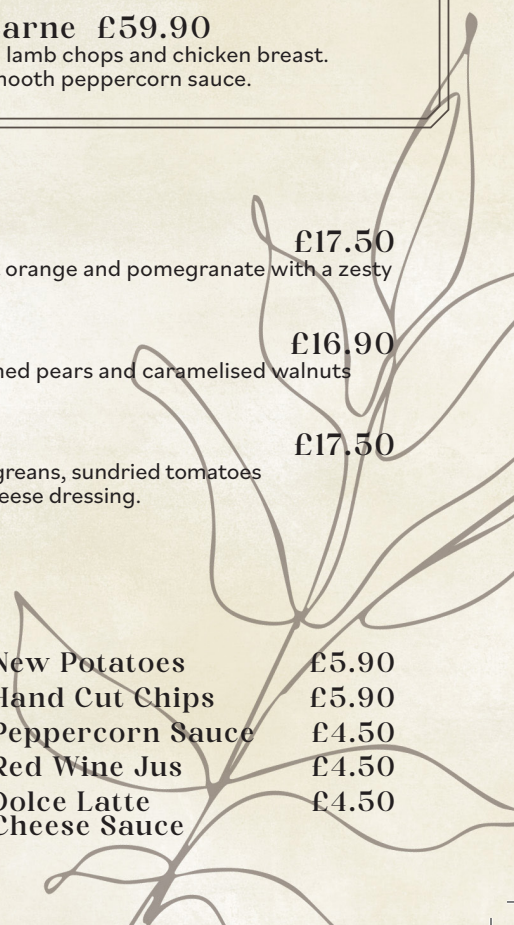 arne £59.90
lamb chops and chicken breast.
mooth peppercorn sauce.
£17.50
orange and pomegranate with a zesty
£16.90
ned pears and caramelised walnuts
£17.50
greans, sundried tomatoes
eese dressing.
New Potatoes £5.90
Hand Cut Chips £5.90
Peppercorn Sauce £4.50
Red Wine Jus £4.50
Dolce Latte £4.50
Cheese Sauce